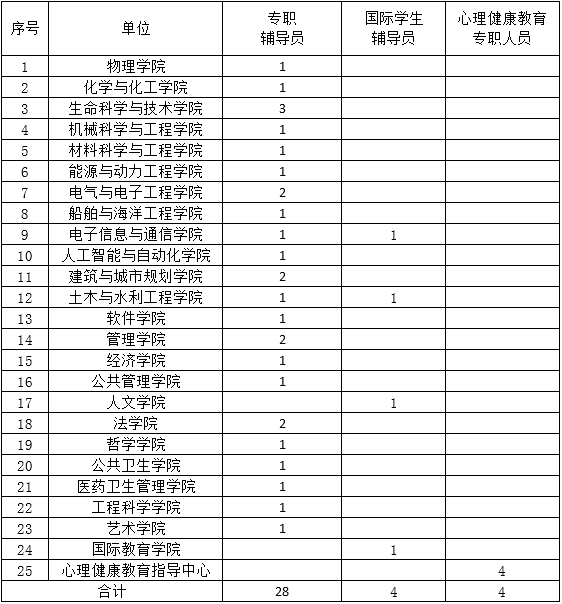 序号 单位 专职辅导员 国际学生辅导员 心理健康教育专职人员
1 物理学院 1
2 化学与化工学院 1
3 生命科学与技术学院 3
4 机械科学与工程学院 1
5 材料科学与工程学院 1
6 能源与动力工程学院 1
7 电气与电子工程学院 2
8 船舶与海洋工程学院 1
9 电子信息与通信学院 1 1
10 人工智能与自动化学院 1
11 建筑与城市规划学院 2
12 土木与水利工程学院 1 1
13 软件学院 1
14 管理学院 2
15 经济学院 1
16 公共管理学院 1
17 人文学院 1
18 法学院 2
19 哲学学院 1
20 公共卫生学院 1
21 医药卫生管理学院 1
22 工程科学学院 1
23 艺术学院 1
24 国际教育学院 1
25 心理健康教育指导中心 4
合计 28 4 4